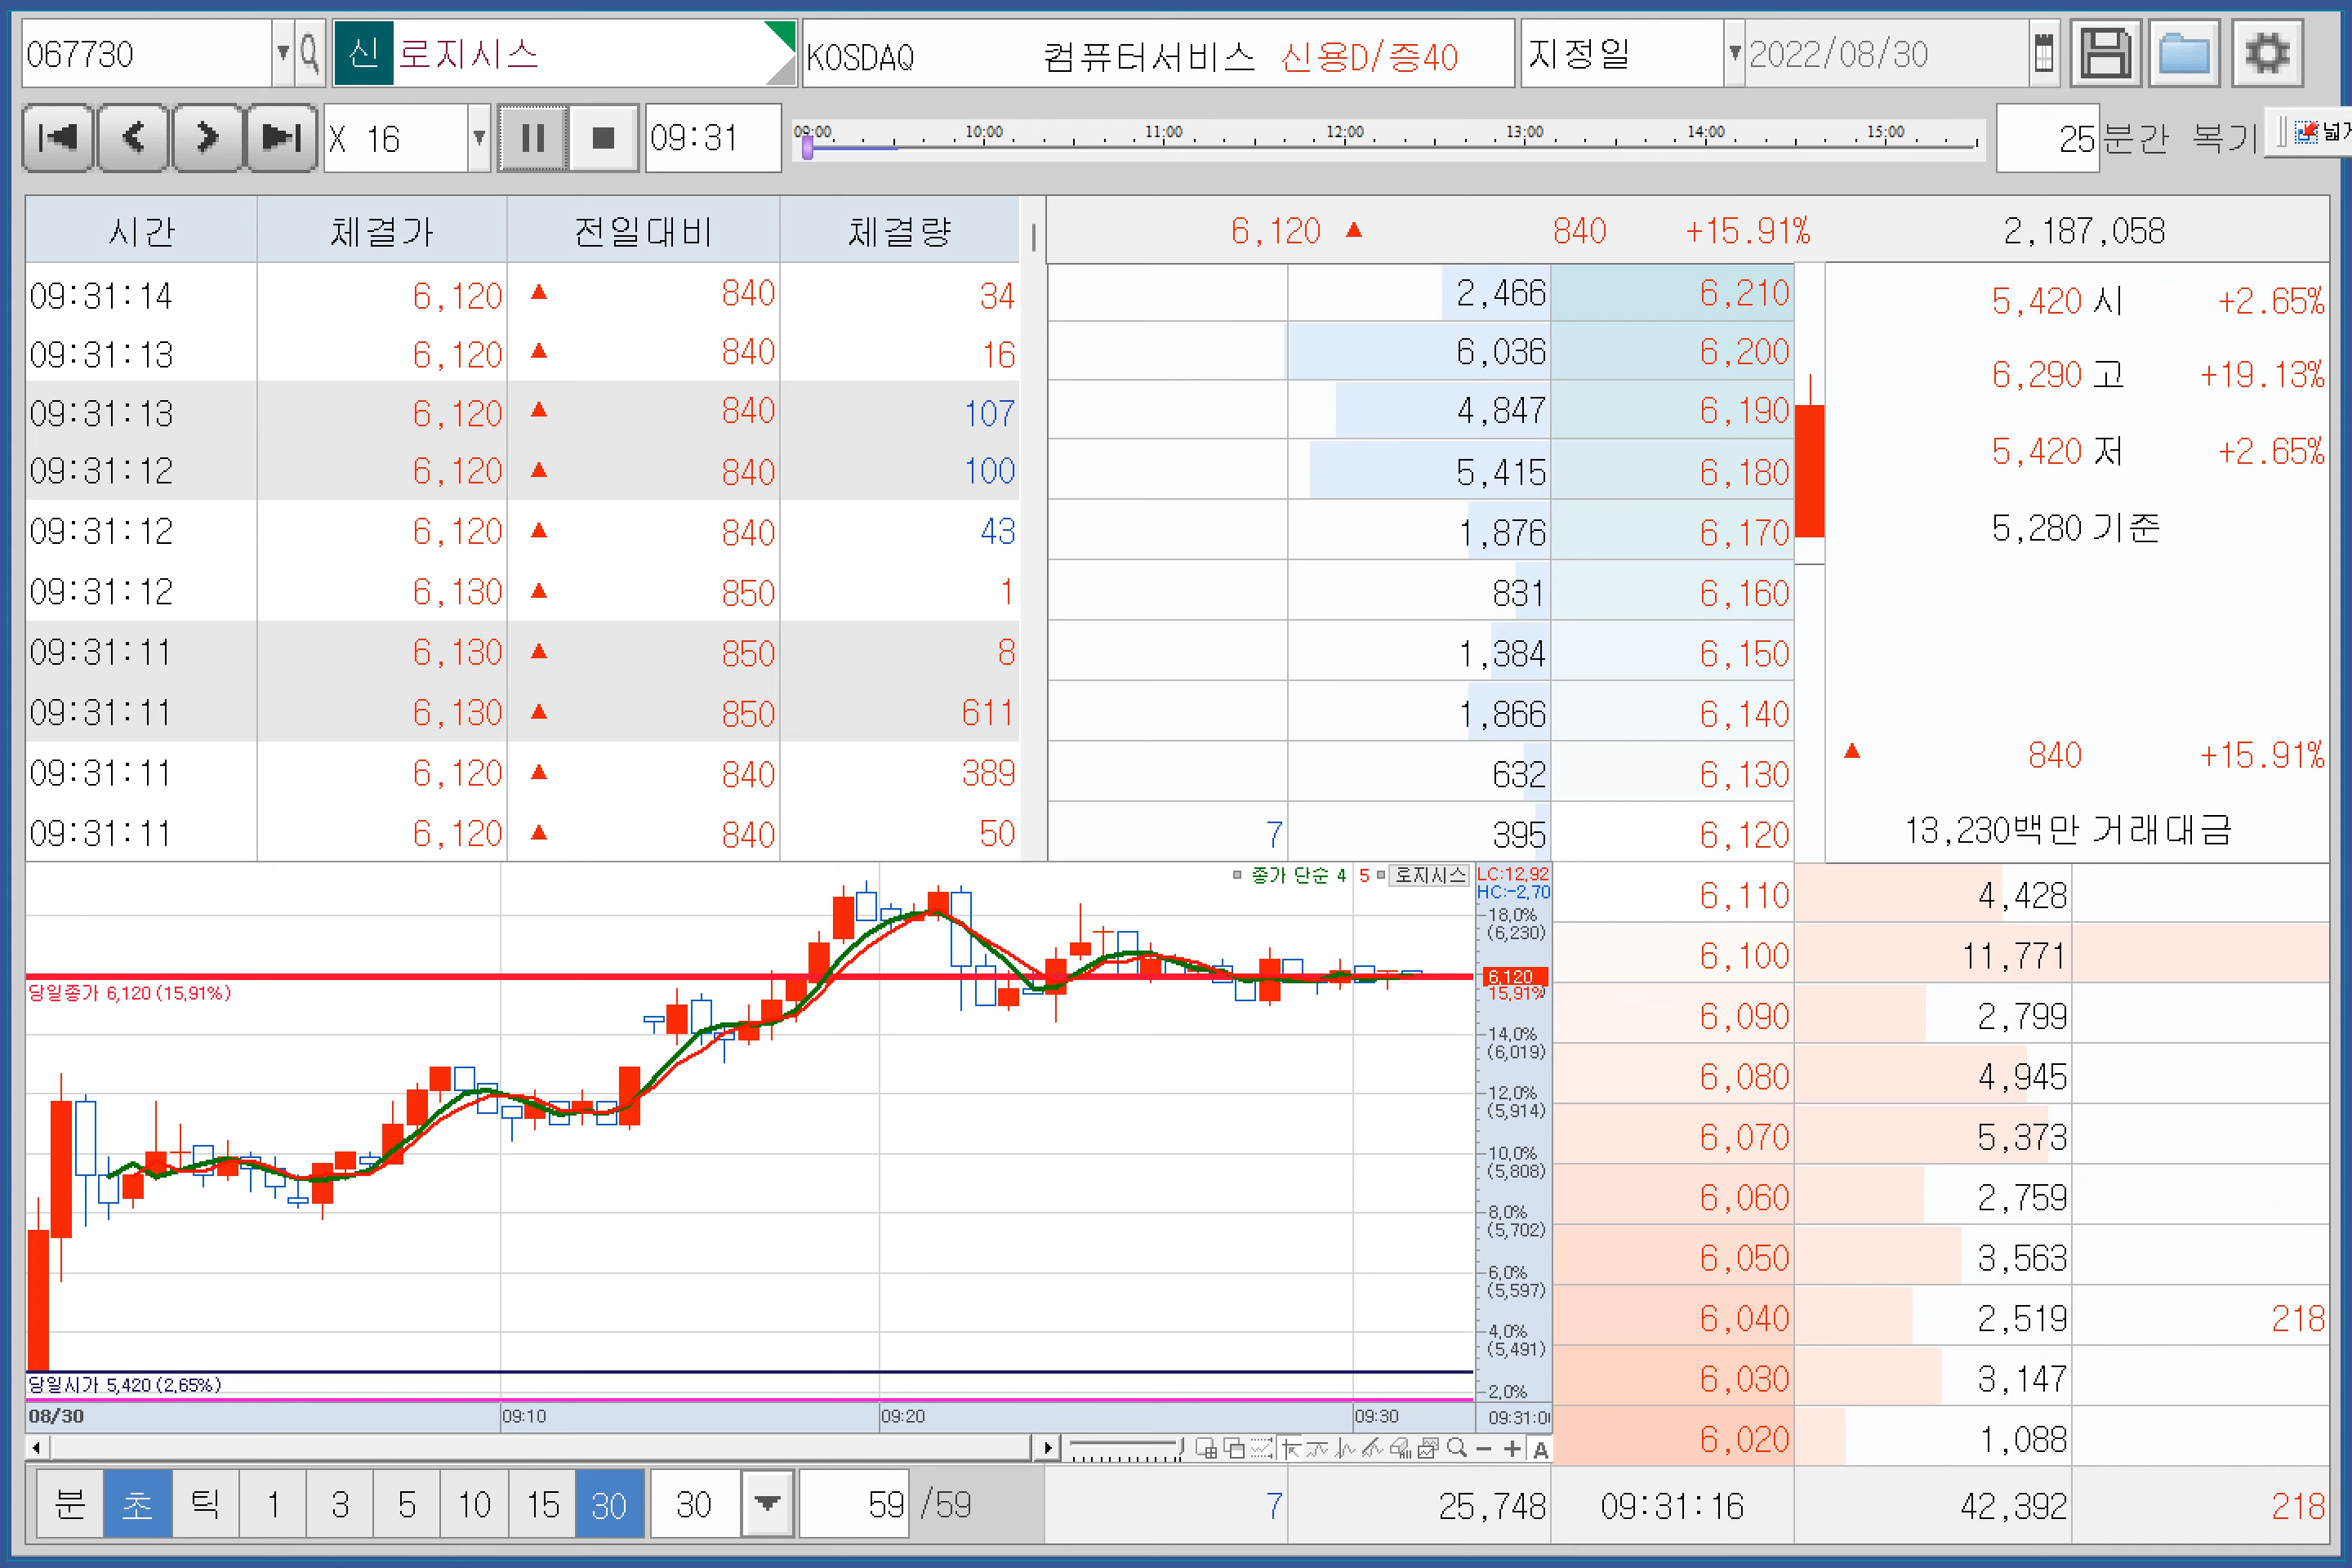 067730 신 로지시스 KOSDAQ 컴퓨터서비스 신용D/증40 지정일 2022/08/30
X 16 09:31 09:00 10:00 11:00 12:00 13:00 14:00 15:00 25분간 복기
시간 체결가 전일대비 체결량
09:31:14 6,120 ▲ 840 34
09:31:13 6,120 ▲ 840 16
09:31:13 6,120 ▲ 840 107
09:31:12 6,120 ▲ 840 100
09:31:12 6,120 ▲ 840 43
09:31:12 6,130 ▲ 850 1
09:31:11 6,130 ▲ 850 8
09:31:11 6,130 ▲ 850 611
09:31:11 6,120 ▲ 840 389
09:31:11 6,120 ▲ 840 50
6,120 ▲ 840 +15.91% 2,187,058
2,466 6,210
6,036 6,200
4,847 6,190
5,415 6,180
1,876 6,170
831 6,160
1,384 6,150
1,866 6,140
632 6,130
7 395 6,120
5,420 시 +2.65%
6,290 고 +19.13%
5,420 저 +2.65%
5,280 기준
▲ 840 +15.91%
13,230백만 거래대금
종가 단순 4 5 로지시스
LC:12,92
HC:-2,70
18,0%
(6,230)
6,120
15,91%
14,0%
(6,019)
12,0%
(5,914)
10,0%
(5,808)
8,0%
(5,702)
6,0%
(5,597)
4,0%
(5,491)
2,0%
당일종가 6,120 (15,91%)
당일시가 5,420 (2,65%)
08/30 09:10 09:20 09:30 09:31:0
A
6,110 4,428
6,100 11,771
6,090 2,799
6,080 4,945
6,070 5,373
6,060 2,759
6,050 3,563
6,040 2,519 218
6,030 3,147
6,020 1,088
분 초 틱 1 3 5 10 15 30 30 59 /59
7 25,748 09:31:16 42,392 218